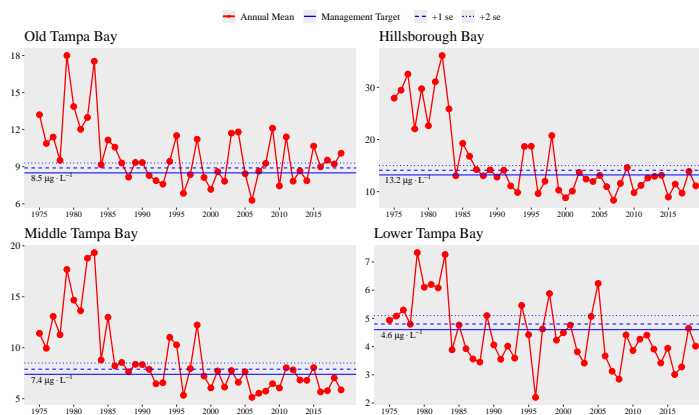 Annual Mean Management Target +1 se +2 se
Old Tampa Bay
18
15
12
9
6
8.5 μg · L⁻¹
1975 1980 1985 1990 1995 2000 2005 2010 2015
Hillsborough Bay
30
20
10
13.2 μg · L⁻¹
1975 1980 1985 1990 1995 2000 2005 2010 2015
Middle Tampa Bay
20
15
10
5
7.4 μg · L⁻¹
1975 1980 1985 1990 1995 2000 2005 2010 2015
Lower Tampa Bay
7
6
5
4
3
2
4.6 μg · L⁻¹
1975 1980 1985 1990 1995 2000 2005 2010 2015